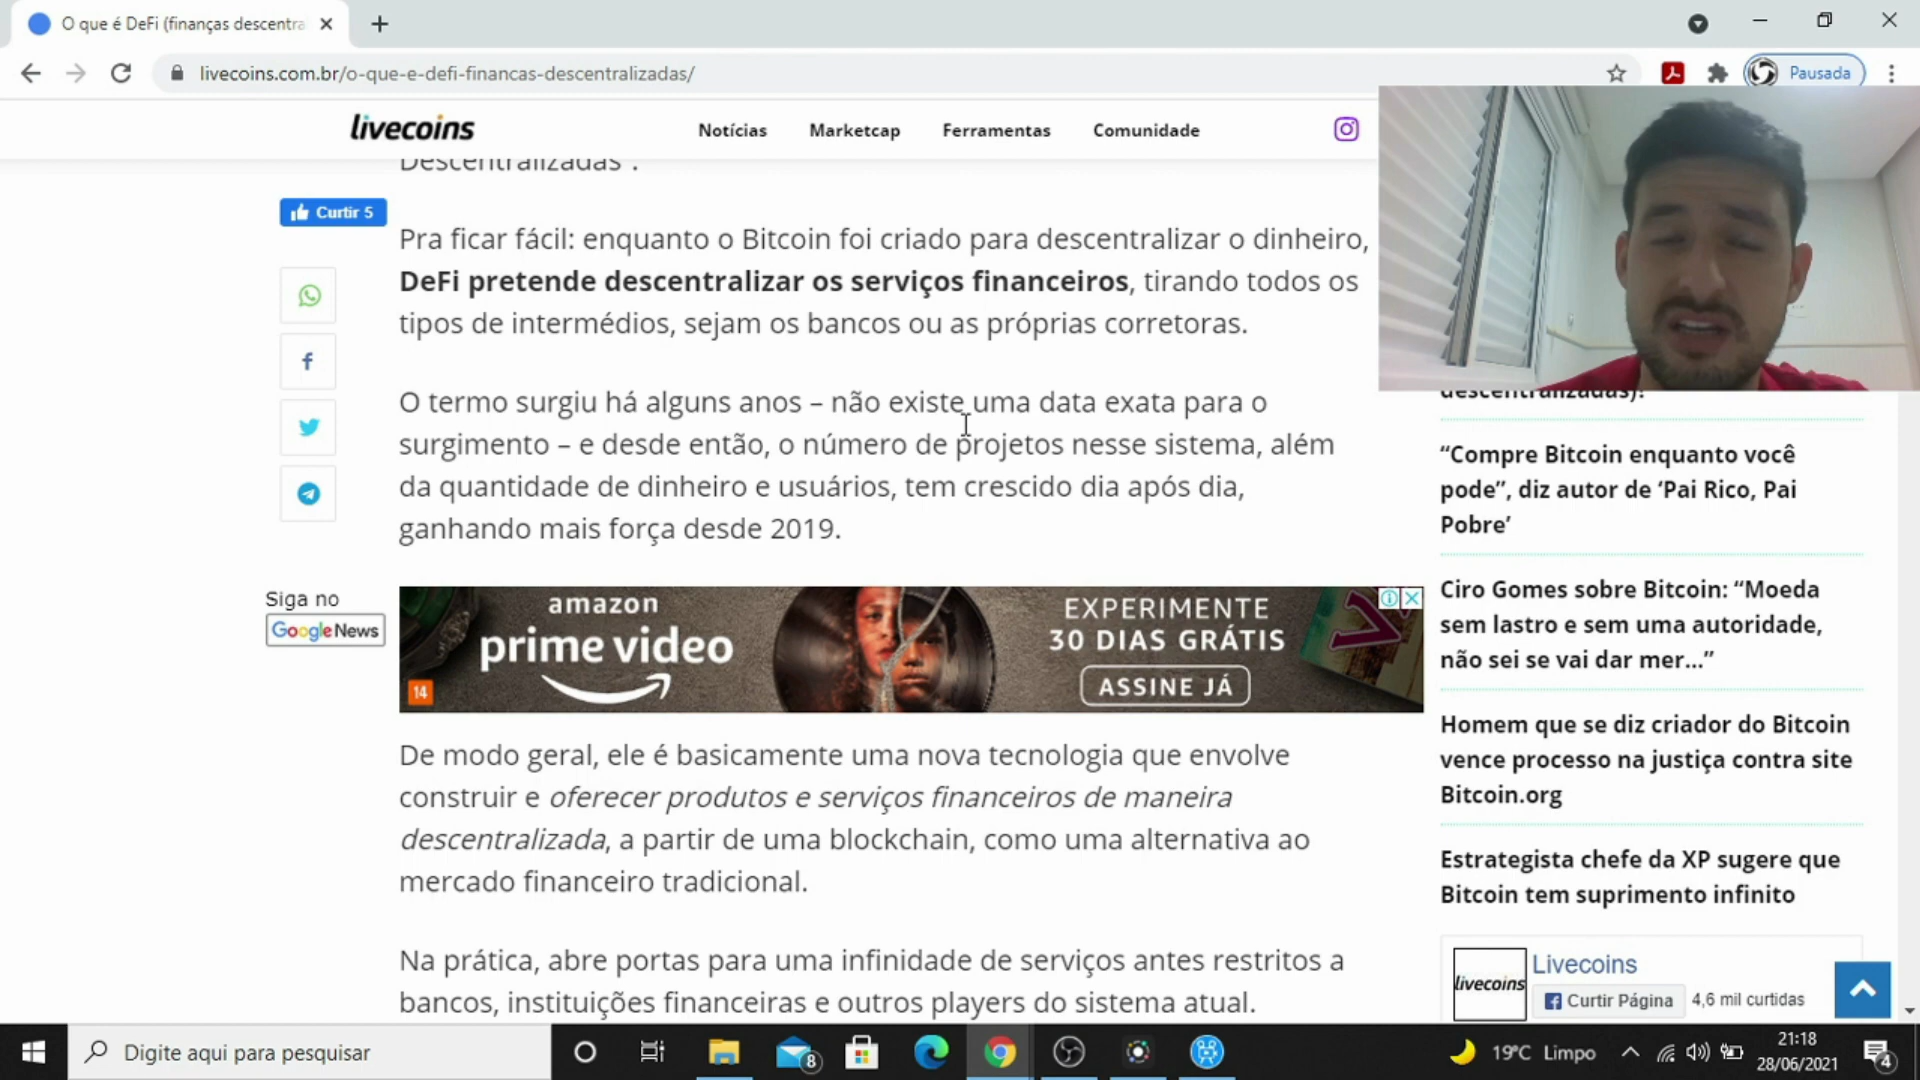 O que é DeFi (finanças descentra
livecoins.com.br/o-que-e-defi-financas-descentralizadas/
Pausada
livecoins
Notícias
Marketcap
Ferramentas
Comunidade
Descentralizadas".
Curtir 5
Pra ficar fácil: enquanto o Bitcoin foi criado para descentralizar o dinheiro,
DeFi pretende descentralizar os serviços financeiros, tirando todos os
tipos de intermédios, sejam os bancos ou as próprias corretoras.
O termo surgiu há alguns anos – não existe uma data exata para o
surgimento – e desde então, o número de projetos nesse sistema, além
da quantidade de dinheiro e usuários, tem crescido dia após dia,
ganhando mais força desde 2019.
Siga no
Google News
amazon
prime video
14
EXPERIMENTE
30 DIAS GRÁTIS
ASSINE JÁ
De modo geral, ele é basicamente uma nova tecnologia que envolve
construir e oferecer produtos e serviços financeiros de maneira
descentralizada, a partir de uma blockchain, como uma alternativa ao
mercado financeiro tradicional.
Na prática, abre portas para uma infinidade de serviços antes restritos a
bancos, instituições financeiras e outros players do sistema atual.
descentralizadas)?
“Compre Bitcoin enquanto você
pode”, diz autor de ‘Pai Rico, Pai
Pobre’
Ciro Gomes sobre Bitcoin: “Moeda
sem lastro e sem uma autoridade,
não sei se vai dar mer...”
Homem que se diz criador do Bitcoin
vence processo na justiça contra site
Bitcoin.org
Estrategista chefe da XP sugere que
Bitcoin tem suprimento infinito
livecoins
Livecoins
Curtir Página
4,6 mil curtidas
Digite aqui para pesquisar
8
19°C Limpo
21:18
28/06/2021
4